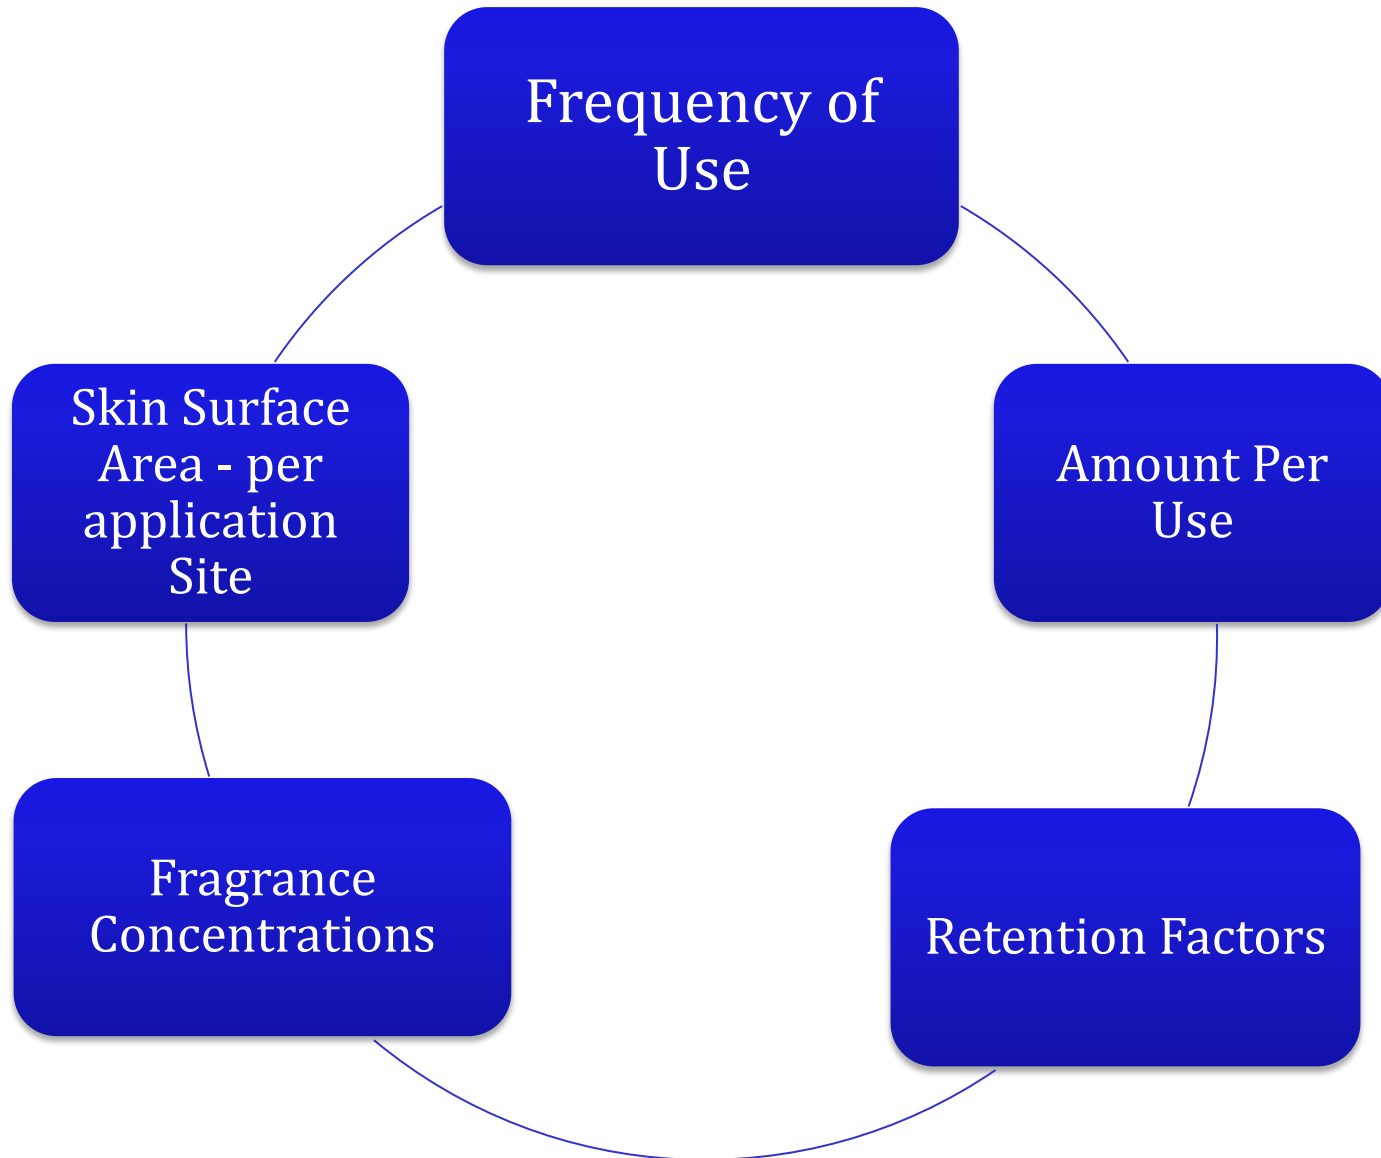 Frequency of
Use
Skin Surface
Area - per
application
Site
Amount Per
Use
Fragrance
Concentrations
Retention Factors